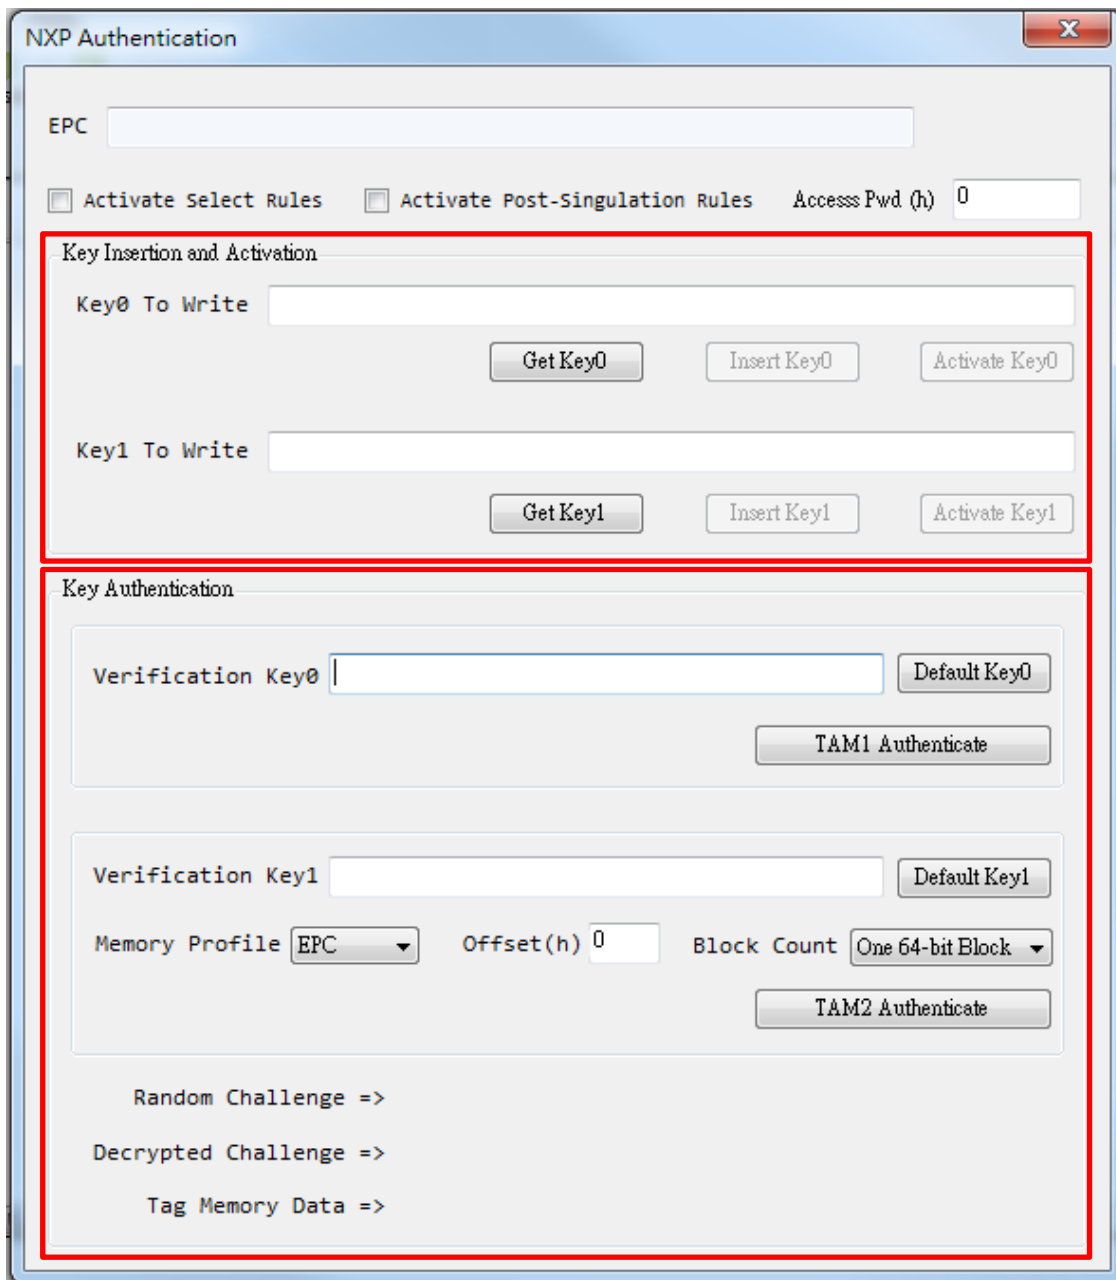 NXP Authentication
EPC
Activate Select Rules Activate Post-Singulation Rules Accesss Pwd (h) 0
Key Insertion and Activation
Key0 To Write
Get Key0 Insert Key0 Activate Key0
Key1 To Write
Get Key1 Insert Key1 Activate Key1
Key Authentication
Verification Key0 Default Key0
TAM1 Authenticate
Verification Key1 Default Key1
Memory Profile EPC Offset(h) 0 Block Count One 64-bit Block
TAM2 Authenticate
Random Challenge =>
Decrypted Challenge =>
Tag Memory Data =>